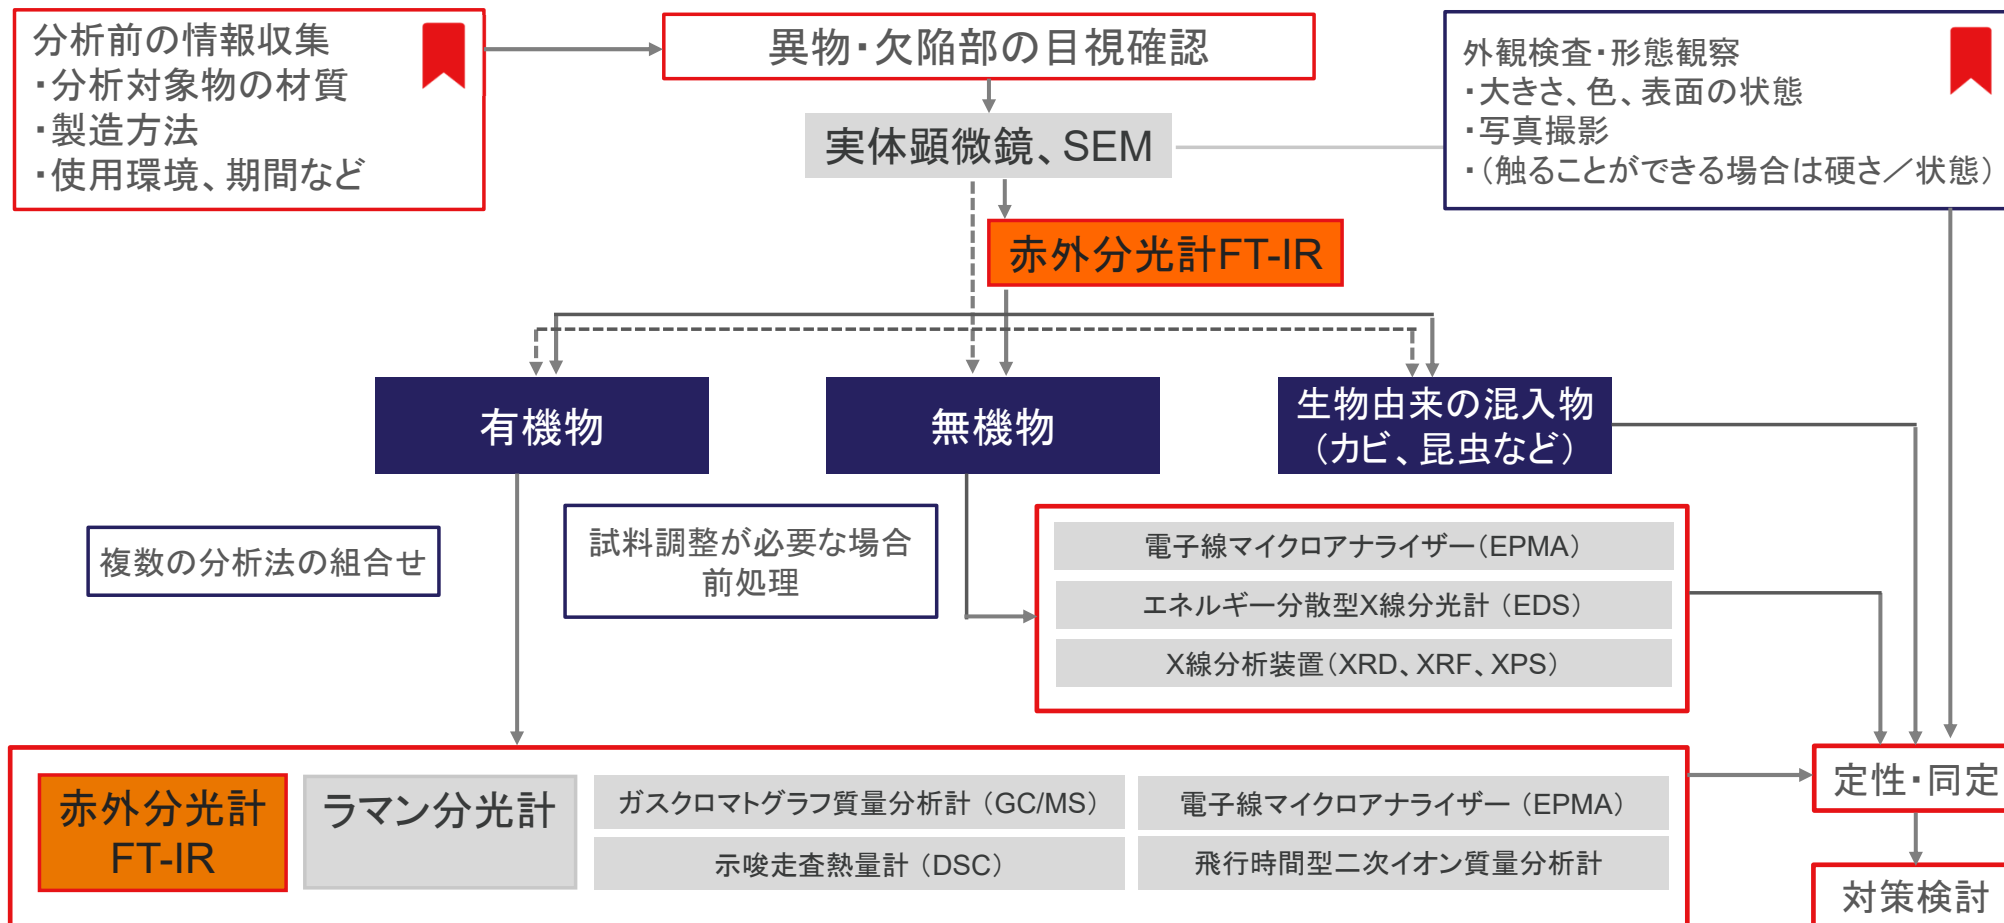 分析前の情報収集
・分析対象物の材質
・製造方法
・使用環境、期間など
異物・欠陥部の目視確認
外観検査・形態観察
・大きさ、色、表面の状態
・写真撮影
・（触ることができる場合は硬さ／状態）
実体顕微鏡、SEM
赤外分光計FT-IR
有機物
無機物
生物由来の混入物
（カビ、昆虫など）
複数の分析法の組合せ
試料調整が必要な場合
前処理
電子線マイクロアナライザー（EPMA）
エネルギー分散型X線分光計（EDS）
X線分析装置（XRD、XRF、XPS）
赤外分光計
FT-IR
ラマン分光計
ガスクロマトグラフ質量分析計（GC/MS）
示唆走査熱量計（DSC）
電子線マイクロアナライザー（EPMA）
飛行時間型二次イオン質量分析計
定性・同定
対策検討